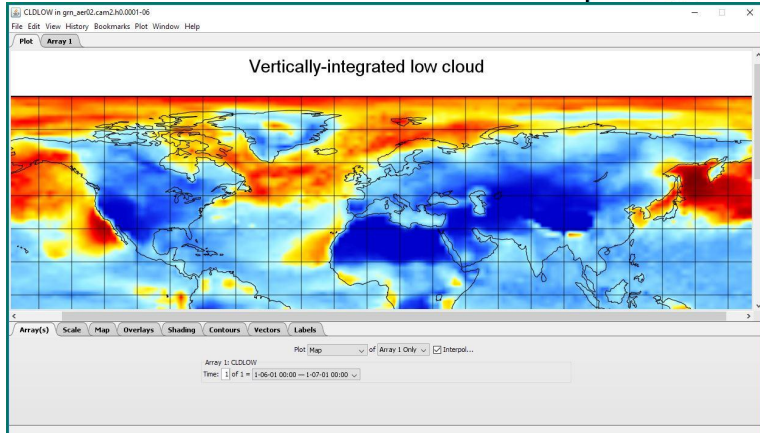 CLDLOW in grn_aer02.cam2.h0.0001-06
File Edit View History Bookmarks Plot Window Help
Plot Array 1
Vertically-integrated low cloud
Array(s) Scale Map Overlays Shading Contours Vectors Labels
Plot Map of Array 1 Only Interpol...
Array 1: CLDLOW
Time: 1 of 1 = 1-06-01 00:00 — 1-07-01 00:00